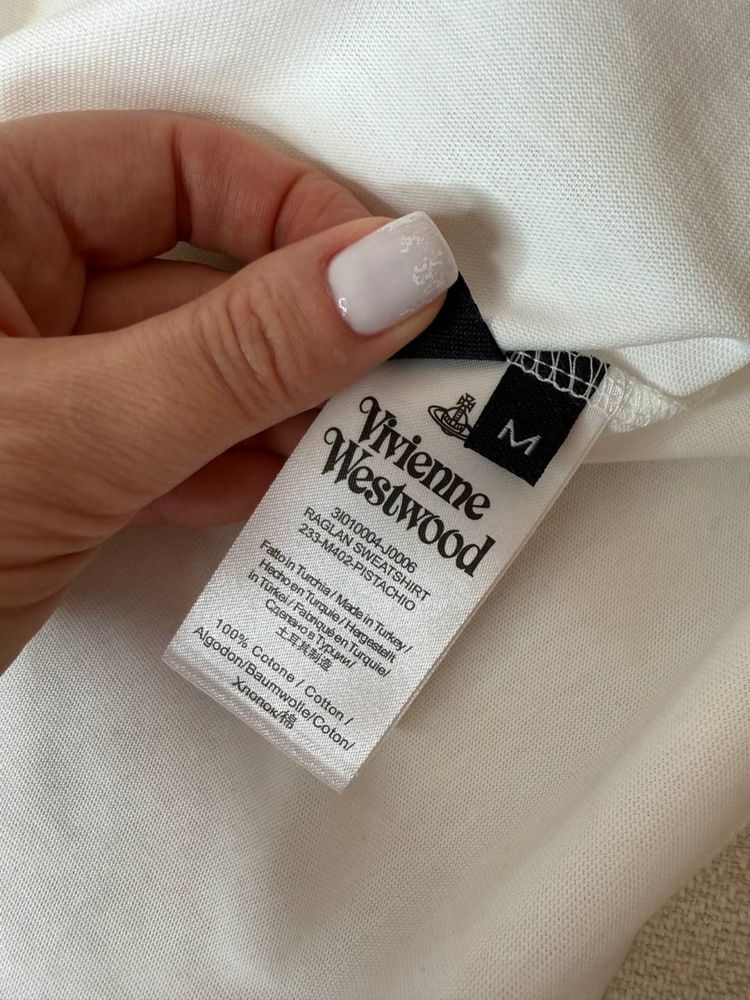 M
Vivienne
Westwood
3I010004-J0006
RAGLAN SWEATSHIRT
233-M402-PISTACHIO
Fatto in Turchia / Made in Turkey /
Hecho en Turquie / Hergestellt
in Turkei / Fabriqué en Turquie/
Сделано в Турции/
土耳其制造
100% Cotone / Cotton /
Algodon/Baumwolle/Coton/
Хлопок/棉